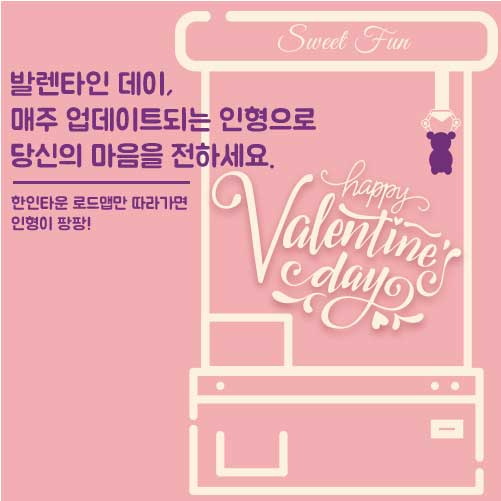 Sweet Fun
발렌타인 데이,
매주 업데이트되는 인형으로
당신의 마음을 전하세요.
한인타운 로드맵만 따라가면
인형이 팡팡!
happy
Valentine's
day